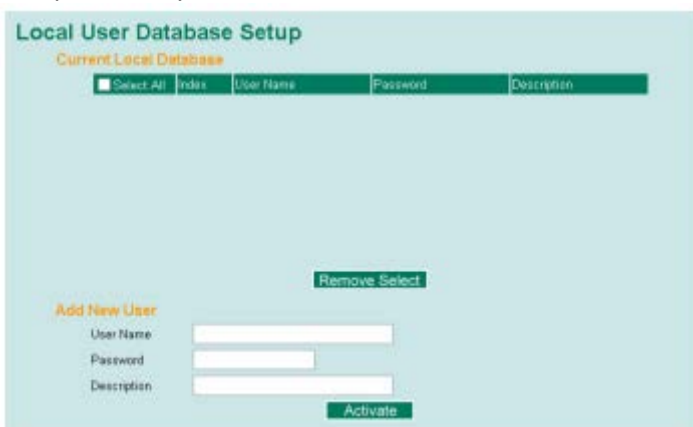 Local User Database Setup
Current Local Database
Select All Index User Name Password Description
Remove Select
Add New User
User Name
Password
Description
Activate